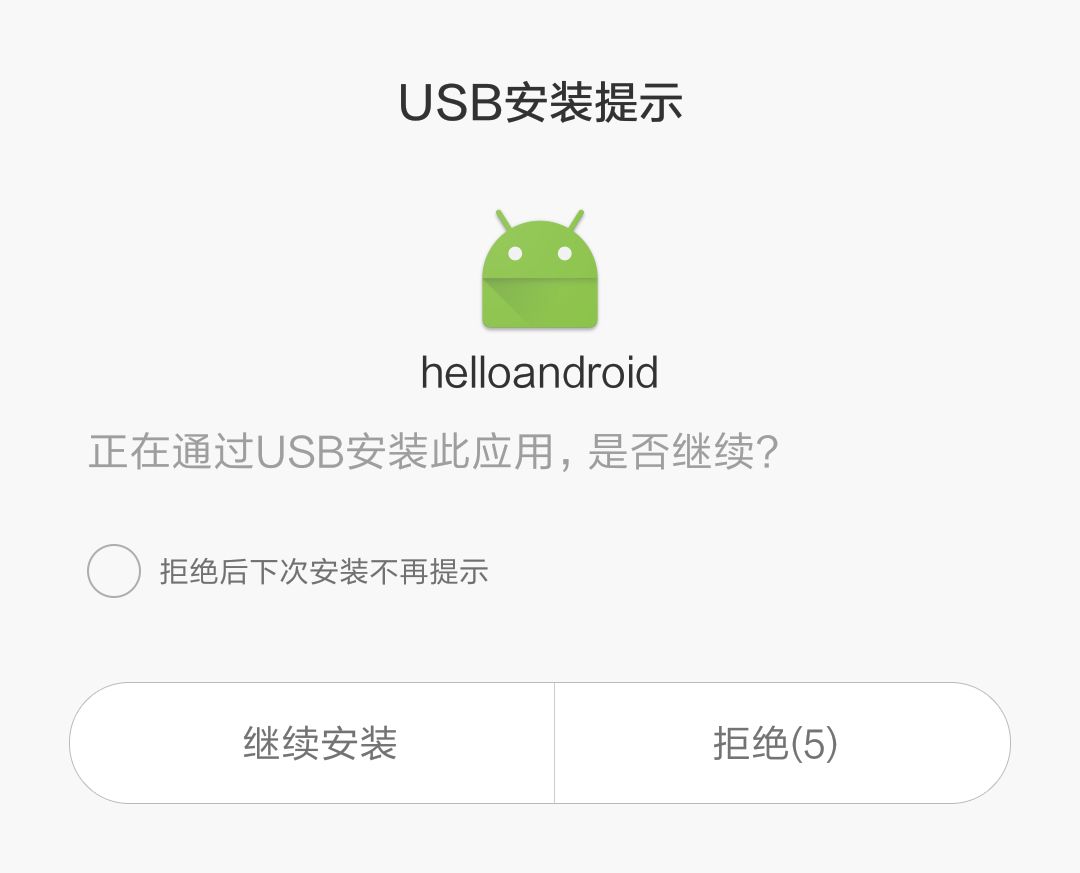 USB安装提示
helloandroid
正在通过USB安装此应用，是否继续?
拒绝后下次安装不再提示
继续安装
拒绝(5)